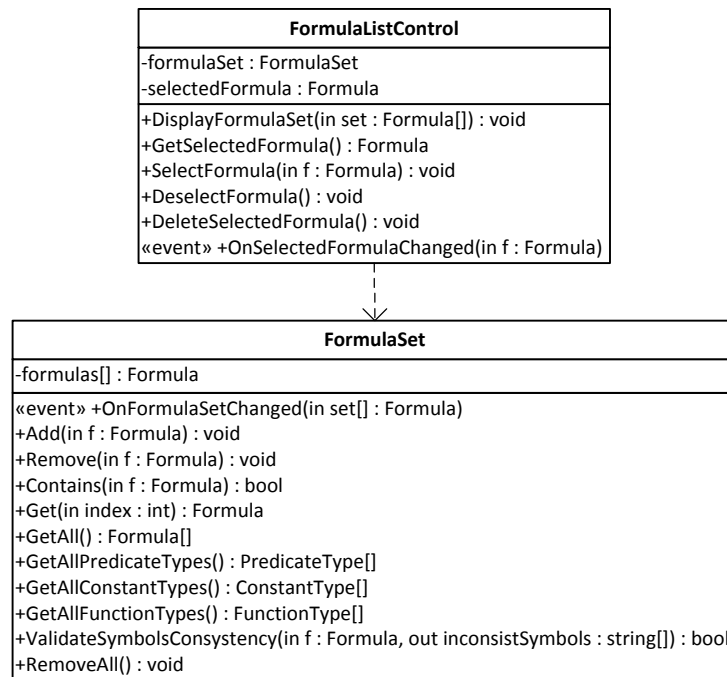 FormulaListControl
-formulaSet : FormulaSet
-selectedFormula : Formula
+DisplayFormulaSet(in set : Formula[]) : void
+GetSelectedFormula() : Formula
+SelectFormula(in f : Formula) : void
+DeselectFormula() : void
+DeleteSelectedFormula() : void
«event» +OnSelectedFormulaChanged(in f : Formula)
FormulaSet
-formulas[] : Formula
«event» +OnFormulaSetChanged(in set[] : Formula)
+Add(in f : Formula) : void
+Remove(in f : Formula) : void
+Contains(in f : Formula) : bool
+Get(in index : int) : Formula
+GetAll() : Formula[]
+GetAllPredicateTypes() : PredicateType[]
+GetAllConstantTypes() : ConstantType[]
+GetAllFunctionTypes() : FunctionType[]
+ValidateSymbolsConsystency(in f : Formula, out inconsistSymbols : string[]) : bool
+RemoveAll() : void